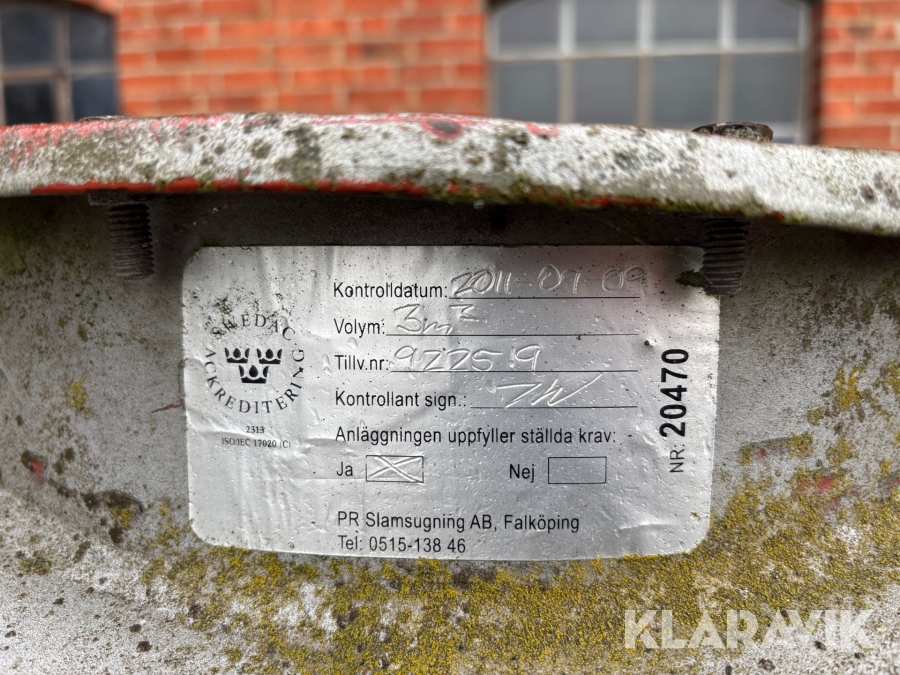 SWEDAC
ACKREDITERING
2313
ISO/IEC 17020 (C)
Kontrolldatum: 2011-09 09
Volym: 3m³
Tillv.nr: 922519
Kontrollant sign.:
Anläggningen uppfyller ställda krav:
Ja Nej
PR Slamsugning AB, Falköping
Tel: 0515-138 46
NR: 20470
KLARAVIK